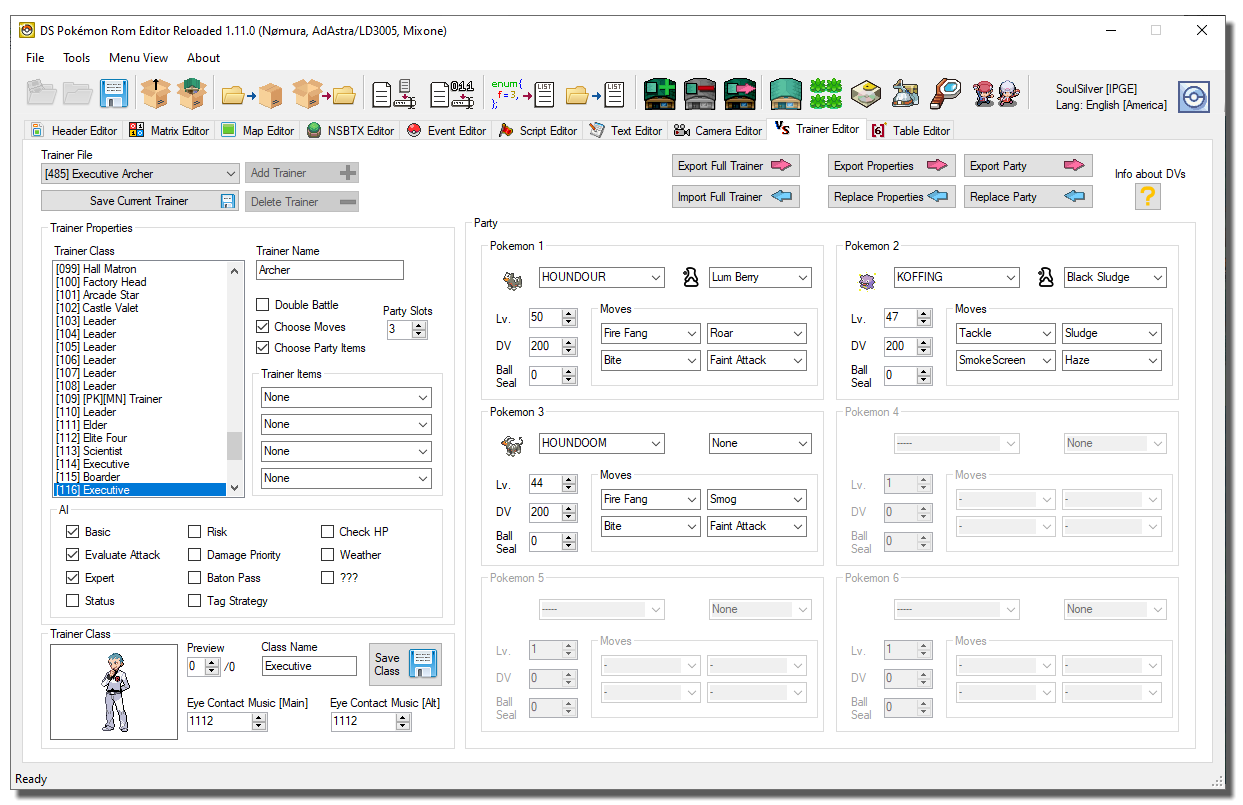 DS Pokémon Rom Editor Reloaded 1.11.0 (Nømura, AdAstra/LD3005, Mixone)
File Tools Menu View About
enum{ f=3, }; LIST 011 LIST
SoulSilver [IPGE]
Lang: English [America]
Header Editor Matrix Editor Map Editor NSBTX Editor Event Editor Script Editor Text Editor Camera Editor Trainer Editor Table Editor
Trainer File
[485] Executive Archer
Add Trainer
Save Current Trainer
Delete Trainer
Export Full Trainer
Export Properties
Export Party
Import Full Trainer
Replace Properties
Replace Party
Info about DVs
?
Trainer Properties
Trainer Class
[099] Hall Matron
[100] Factory Head
[101] Arcade Star
[102] Castle Valet
[103] Leader
[104] Leader
[105] Leader
[106] Leader
[107] Leader
[108] Leader
[109] [PK][MN] Trainer
[110] Leader
[111] Elder
[112] Elite Four
[113] Scientist
[114] Executive
[115] Boarder
[116] Executive
Trainer Name
Archer
Double Battle
Choose Moves
Choose Party Items
Party Slots
3
Trainer Items
None
None
None
None
AI
Basic Risk Check HP
Evaluate Attack Damage Priority Weather
Expert Baton Pass ???
Status Tag Strategy
Trainer Class
Preview
0 /0
Class Name
Executive
Save
Class
Eye Contact Music [Main]
1112
Eye Contact Music [Alt]
1112
Party
Pokemon 1
HOUNDOUR Lum Berry
Lv. 50
DV 200
Ball
Seal 0
Moves
Fire Fang Roar
Bite Faint Attack
Pokemon 2
KOFFING Black Sludge
Lv. 47
DV 200
Ball
Seal 0
Moves
Tackle Sludge
SmokeScreen Haze
Pokemon 3
HOUNDOOM None
Lv. 44
DV 200
Ball
Seal 0
Moves
Fire Fang Smog
Bite Faint Attack
Pokemon 4
----- None
Lv. 1
DV 0
Ball
Seal 0
Moves
- -
- -
Pokemon 5
----- None
Lv. 1
DV 0
Ball
Seal 0
Moves
- -
- -
Pokemon 6
----- None
Lv. 1
DV 0
Ball
Seal 0
Moves
- -
- -
Ready